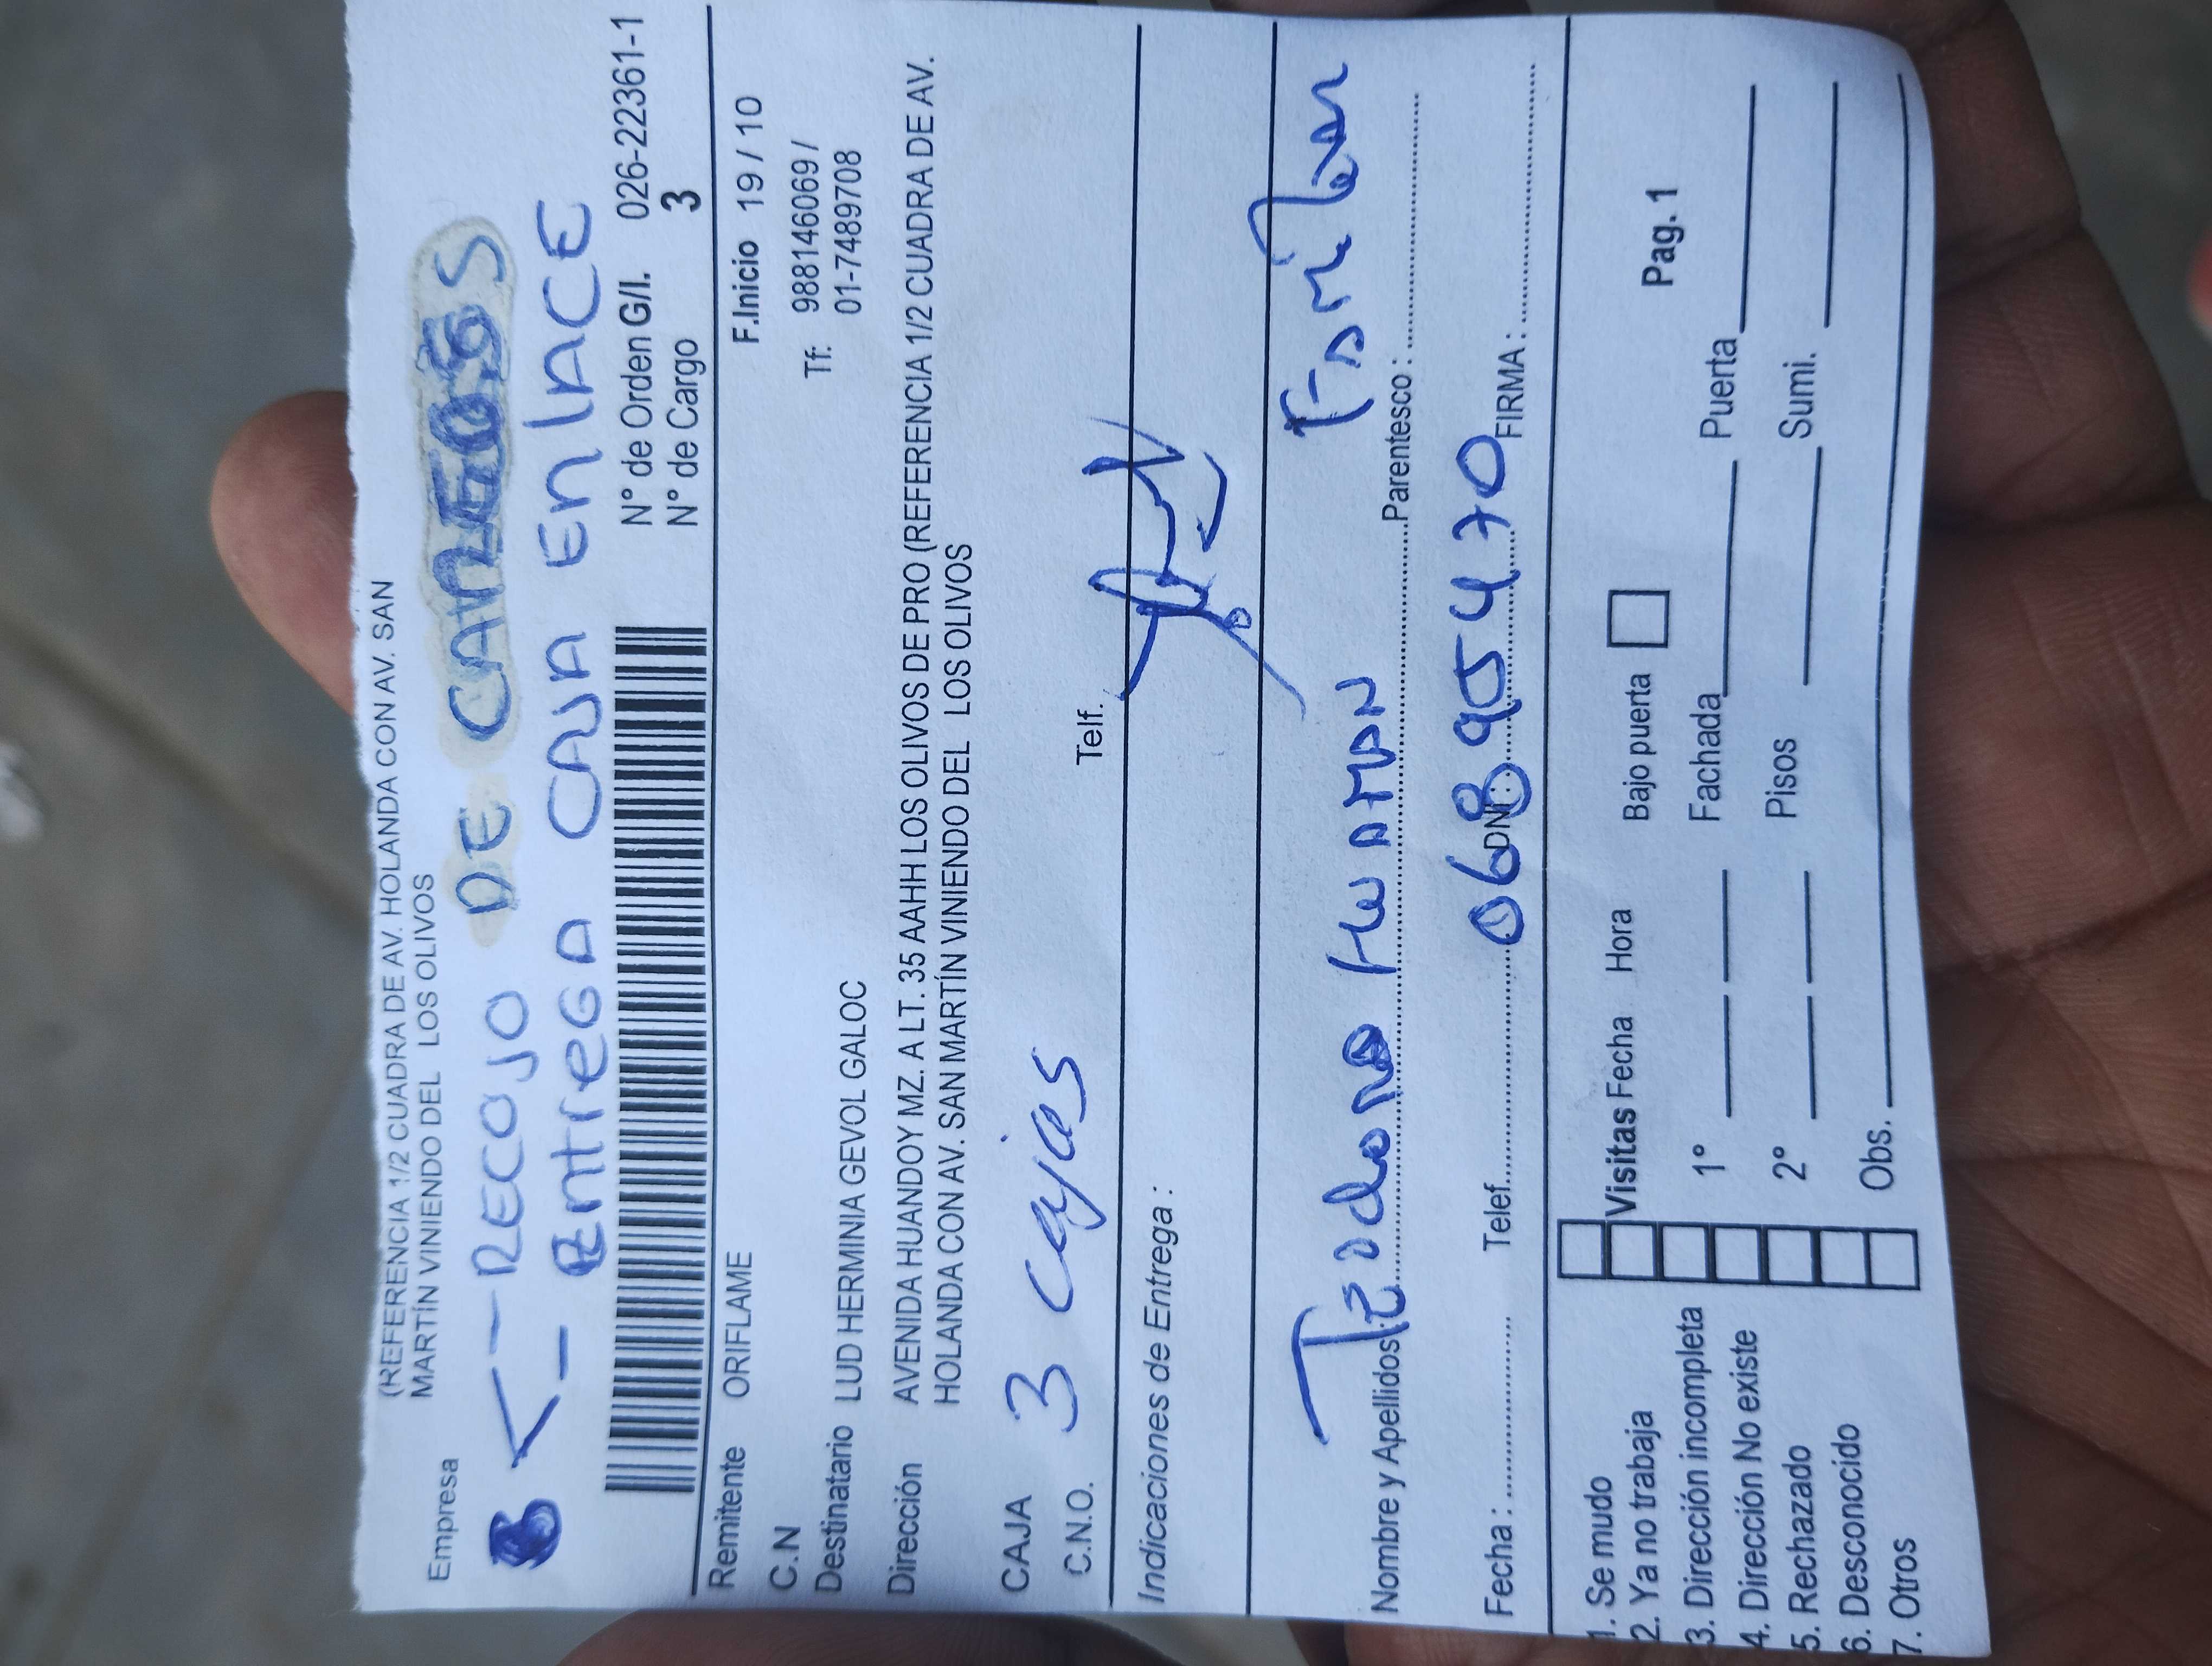 (REFERENCIA 1/2 CUADRA DE AV. HOLANDA CON AV. SAN
MARTÍN VINIENDO DEL LOS OLIVOS
Empresa
- RECOJO DE CARGOS
- EntreGA CAJA EnlACE
N° de Orden G/I. 026-22361-1
N° de Cargo 3
Remitente ORIFLAME F.Inicio 19 / 10
C.N
Tf: 988146069 /
01-7489708
Destinatario LUD HERMINIA GEVOL GALOC
Dirección AVENIDA HUANDOY MZ. A LT. 35 AAHH LOS OLIVOS DE PRO (REFERENCIA 1/2 CUADRA DE AV.
HOLANDA CON AV. SAN MARTÍN VINIENDO DEL LOS OLIVOS
CAJA 3 cajas
C.N.O. Telf.
Indicaciones de Entrega :
Nombre y Apellidos: HUAMAN Parentesco :
Fecha : Telef. DNI : 06895470 FIRMA :
1. Se mudo
2. Ya no trabaja Visitas Fecha Hora Bajo puerta Pag. 1
3. Dirección incompleta 1° Fachada Puerta
4. Dirección No existe
5. Rechazado 2° Pisos Sumi.
6. Desconocido
7. Otros Obs.